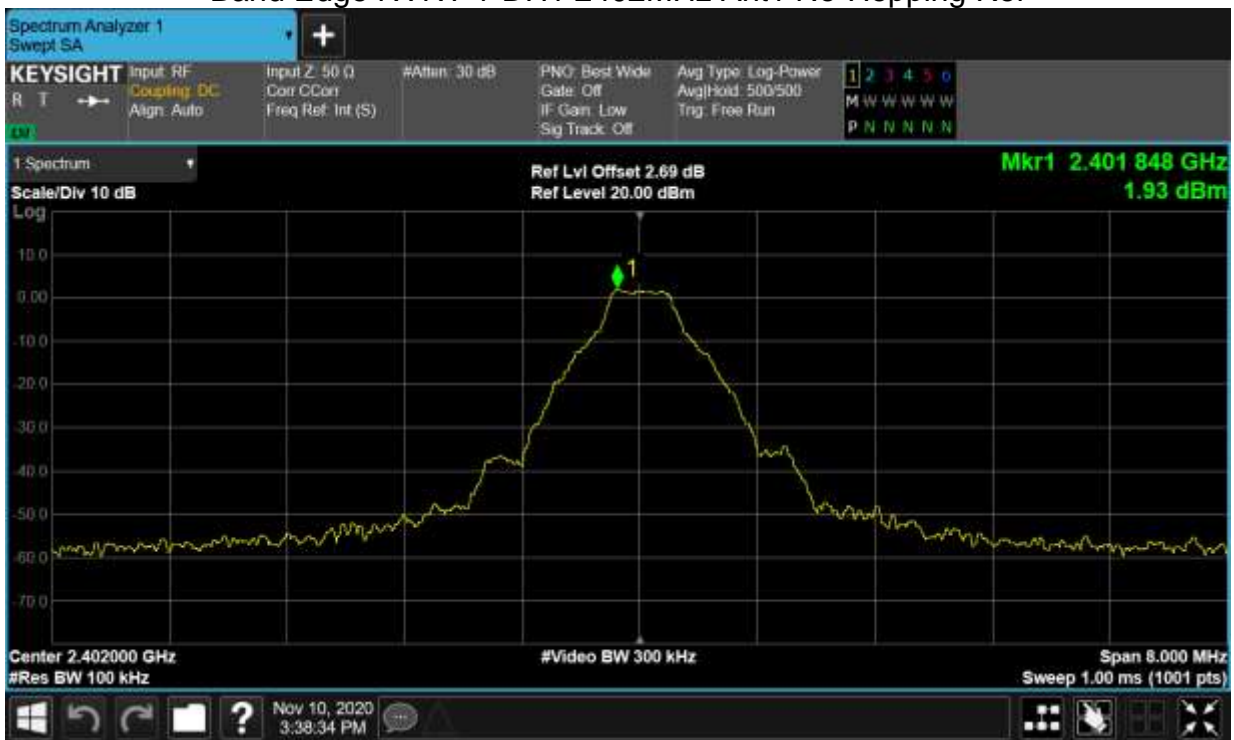 Spectrum Analyzer 1
Swept SA
+
KEYSIGHT
R T
Input: RF
Coupling: DC
Align: Auto
Input Z: 50 Ω
Corr CCorr
Freq Ref: Int (S)
#Atten: 30 dB
PNO: Best Wide
Gate: Off
IF Gain: Low
Sig Track: Off
Avg Type: Log-Power
Avg|Hold: 500/500
Trig: Free Run
1 2 3 4 5 6
M W W W W W
P N N N N N
1 Spectrum
Scale/Div 10 dB
Log
Ref Lvl Offset 2.69 dB
Ref Level 20.00 dBm
Mkr1 2.401 848 GHz
1.93 dBm
10.0
0.00
-10.0
-20.0
-30.0
-40.0
-50.0
-60.0
-70.0
1
Center 2.402000 GHz
#Res BW 100 kHz
#Video BW 300 kHz
Span 8.000 MHz
Sweep 1.00 ms (1001 pts)
?
Nov 10, 2020
3:38:34 PM